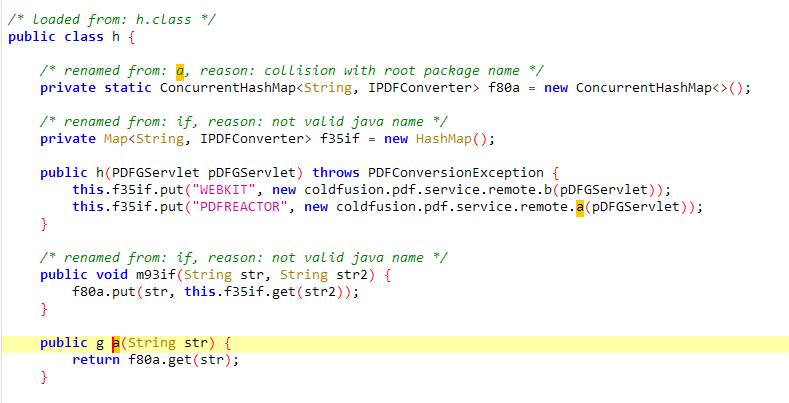 /* loaded from: h.class */
public class h {
/* renamed from: a, reason: collision with root package name */
private static ConcurrentHashMap<String, IPDFConverter> f80a = new ConcurrentHashMap<>();
/* renamed from: if, reason: not valid java name */
private Map<String, IPDFConverter> f35if = new HashMap();
public h(PDFGServlet pDFGServlet) throws PDFConversionException {
this.f35if.put("WEBKIT", new coldfusion.pdf.service.remote.b(pDFGServlet));
this.f35if.put("PDFREACTOR", new coldfusion.pdf.service.remote.a(pDFGServlet));
}
/* renamed from: if, reason: not valid java name */
public void m93if(String str, String str2) {
f80a.put(str, this.f35if.get(str2));
}
public g a(String str) {
return f80a.get(str);
}